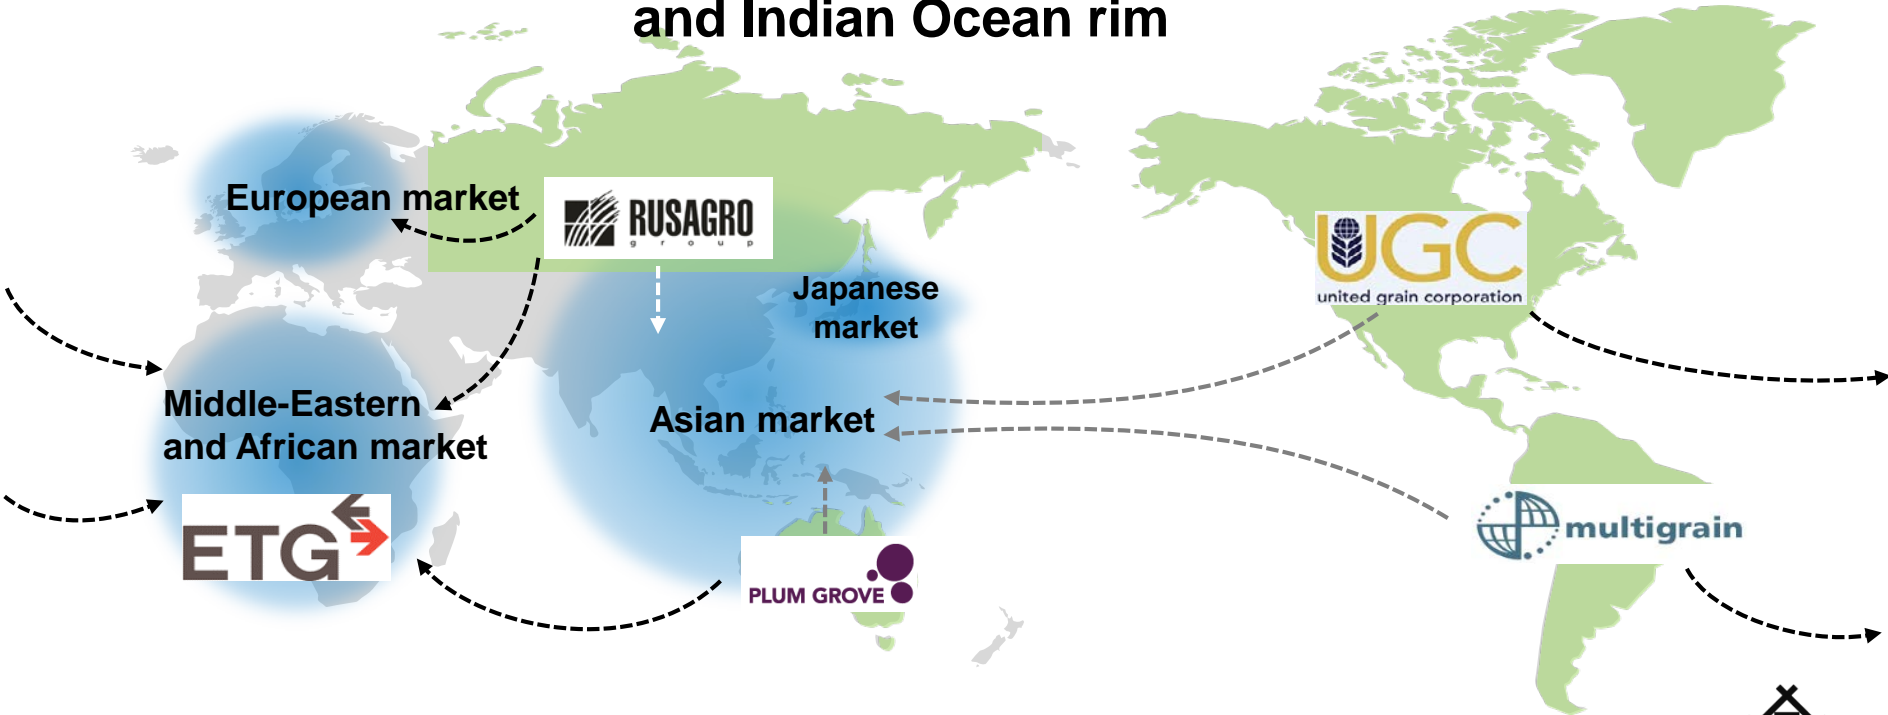 and Indian Ocean rim
European market
RUSAGRO
group
Japanese
market
UGC
united grain corporation
Middle-Eastern
and African market
Asian market
ETG
multigrain
PLUM GROVE